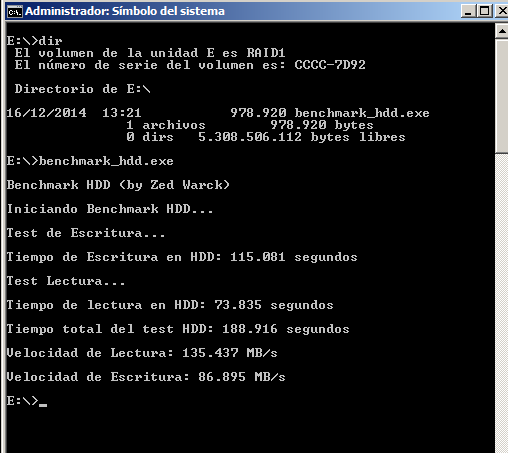 Administrador: Símbolo del sistema
E:\>dir
El volumen de la unidad E es RAID1
El número de serie del volumen es: CCCC-7D92
Directorio de E:\
16/12/2014 13:21 978.920 benchmark_hdd.exe
1 archivos 978.920 bytes
0 dirs 5.308.506.112 bytes libres
E:\>benchmark_hdd.exe
Benchmark HDD (by Zed Warck)
Iniciando Benchmark HDD...
Test de Escritura...
Tiempo de Escritura en HDD: 115.081 segundos
Test Lectura...
Tiempo de lectura en HDD: 73.835 segundos
Tiempo total del test HDD: 188.916 segundos
Velocidad de Lectura: 135.437 MB/s
Velocidad de Escritura: 86.895 MB/s
E:\>_